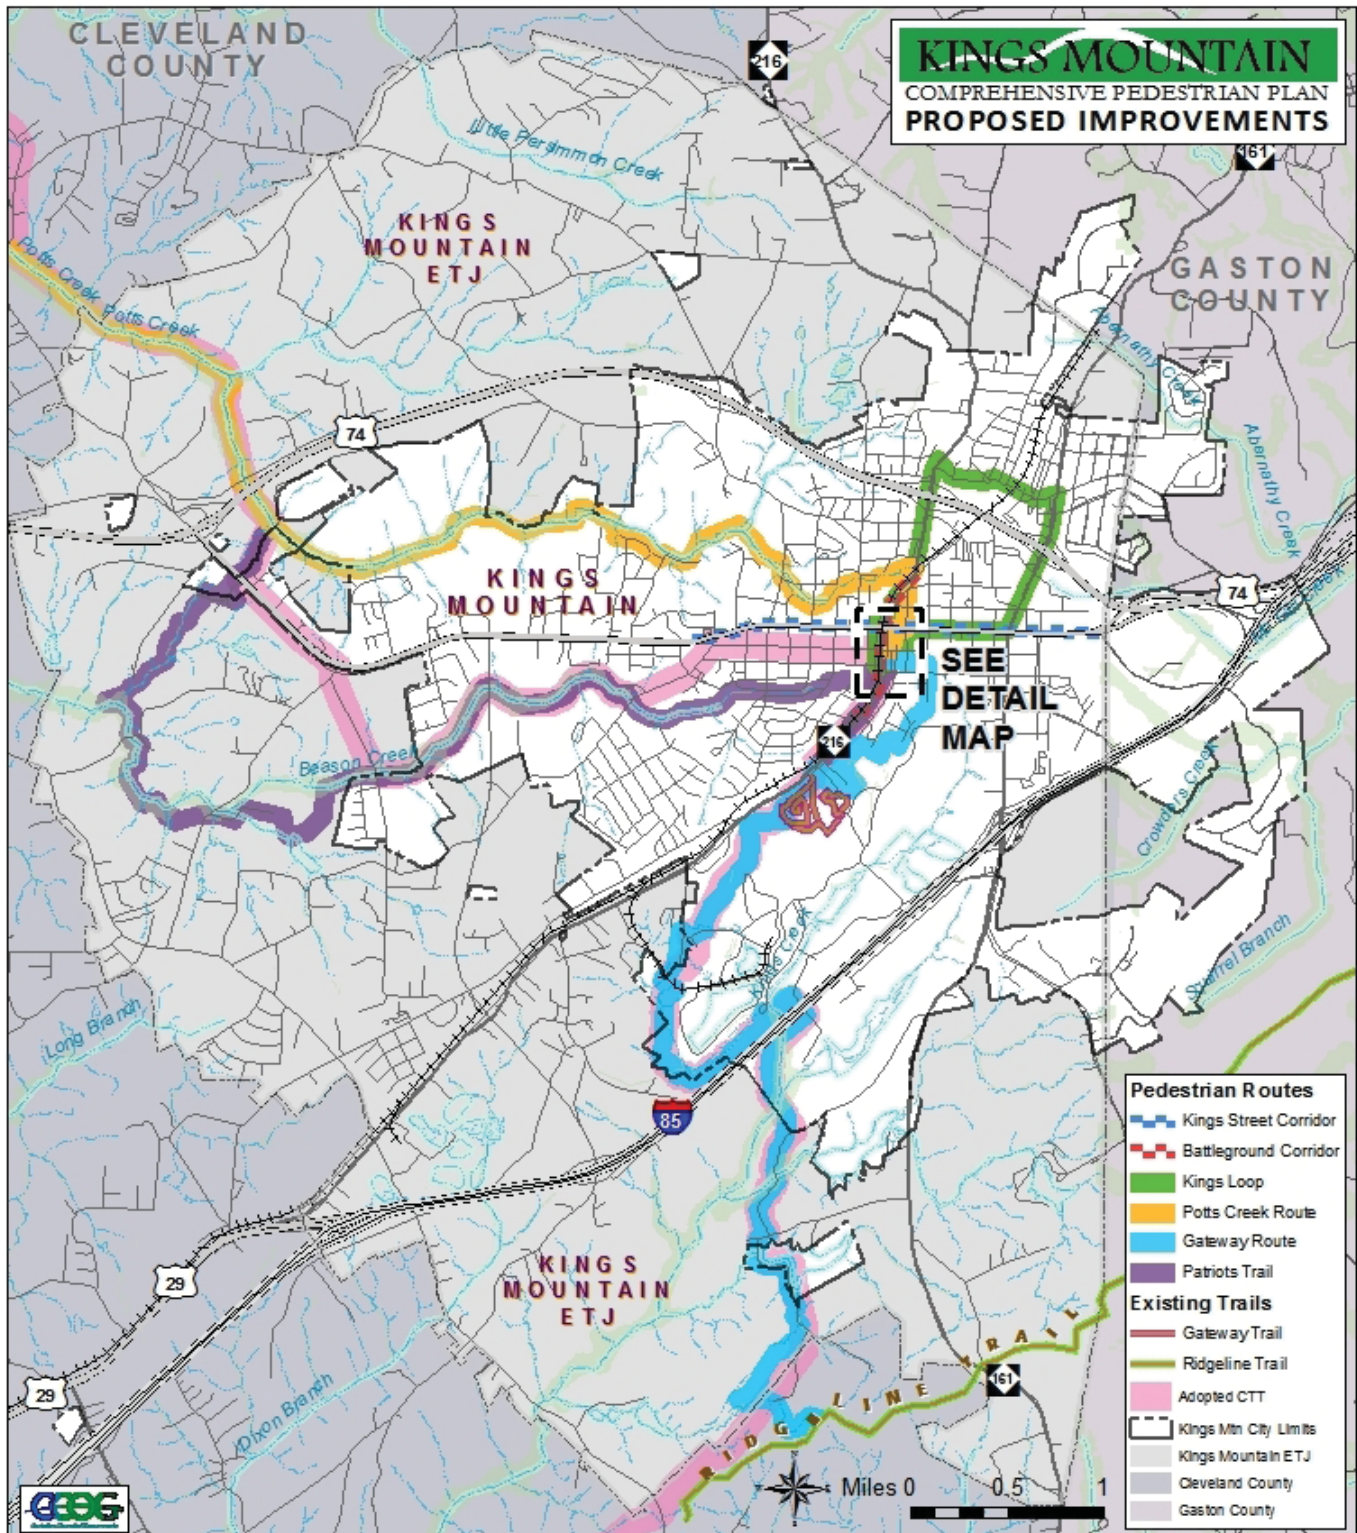 CLEVELAND
COUNTY
216
KINGS MOUNTAIN
COMPREHENSIVE PEDESTRIAN PLAN
PROPOSED IMPROVEMENTS
161
Little Persimmon Creek
KINGS
MOUNTAIN
ETJ
GASTON
COUNTY
Potts Creek
Potts Creek
Abernathy Creek
74
Abernathy Creek
KINGS
MOUNTAIN
74
SEE
DETAIL
MAP
216
Beason Creek
Crowders Creek
Squirrel Branch
Long Branch
85
KINGS
MOUNTAIN
ETJ
29
29
Dixon Branch
RIDGELINE TRAIL
161
Pedestrian Routes
Kings Street Corridor
Battleground Corridor
Kings Loop
Potts Creek Route
Gateway Route
Patriots Trail
Existing Trails
Gateway Trail
Ridgeline Trail
Adopted CTT
Kings Mtn City Limits
Kings Mountain ETJ
Cleveland County
Gaston County
Miles 0 0.5 1